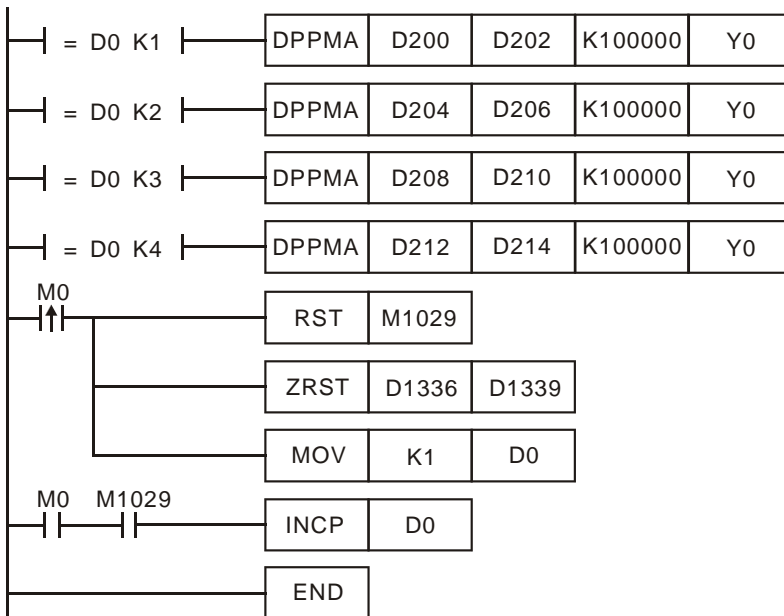 = D0 K1 DPPMA D200 D202 K100000 Y0
= D0 K2 DPPMA D204 D206 K100000 Y0
= D0 K3 DPPMA D208 D210 K100000 Y0
= D0 K4 DPPMA D212 D214 K100000 Y0
M0
RST M1029
ZRST D1336 D1339
MOV K1 D0
M0 M1029
INCP D0
END